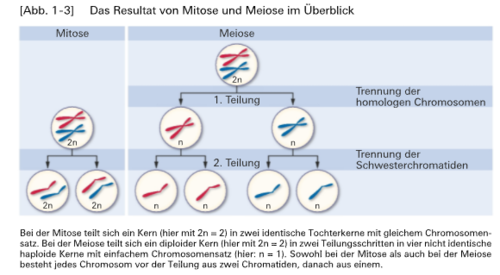 [Abb. 1-3] Das Resultat von Mitose und Meiose im Überblick
Mitose
Meiose
2n
1. Teilung
Trennung der
homologen Chromosomen
2n
n
n
2. Teilung
Trennung der
Schwesterchromatiden
2n
2n
n
n
n
n
Bei der Mitose teilt sich ein Kern (hier mit 2n = 2) in zwei identische Tochterkerne mit gleichem Chromosomen-
satz. Bei der Meiose teilt sich ein diploider Kern (hier mit 2n = 2) in zwei Teilungsschritten in vier nicht identische
haploide Kerne mit einfachem Chromosomensatz (hier: n = 1). Sowohl bei der Mitose als auch bei der Meiose
besteht jedes Chromosom vor der Teilung aus zwei Chromatiden, danach aus einem.